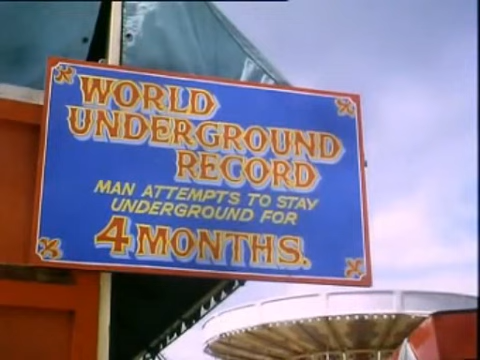 WORLD
UNDERGROUND
RECORD
MAN ATTEMPTS TO STAY
UNDERGROUND FOR
4 MONTHS.